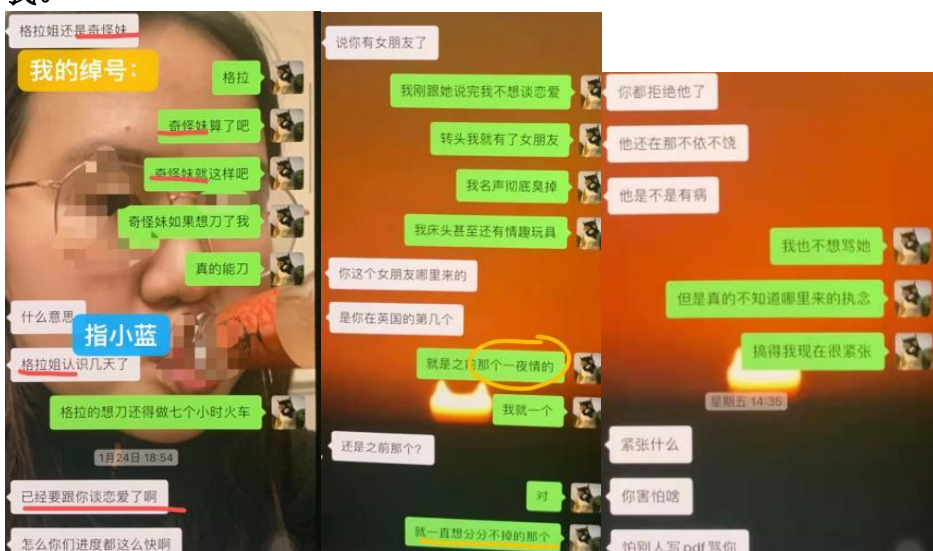 我。
格拉姐还是奇怪妹
我的绰号：
格拉
奇怪妹算了吧
奇怪妹就这样吧
奇怪妹如果想刀了我
真的能刀
什么意思
指小蓝
格拉姐认识几天了
格拉的想刀还得做七个小时火车
1月24日 18:54
已经要跟你谈恋爱了啊
怎么你们进度都这么快啊
说你有女朋友了
我刚跟她说完我不想谈恋爱
转头我就有了女朋友
我名声彻底臭掉
我床头甚至还有情趣玩具
你这个女朋友哪里来的
是你在英国的第几个
就是之前那个一夜情的
我就一个
还是之前那个?
对
就一直想分分不掉的那个
你都拒绝他了
他还在那不依不饶
他是不是有病
我也不想骂她
但是真的不知道哪里来的执念
搞得我现在很紧张
星期五 14:35
紧张什么
你害怕啥
怕别人写pdf骂你